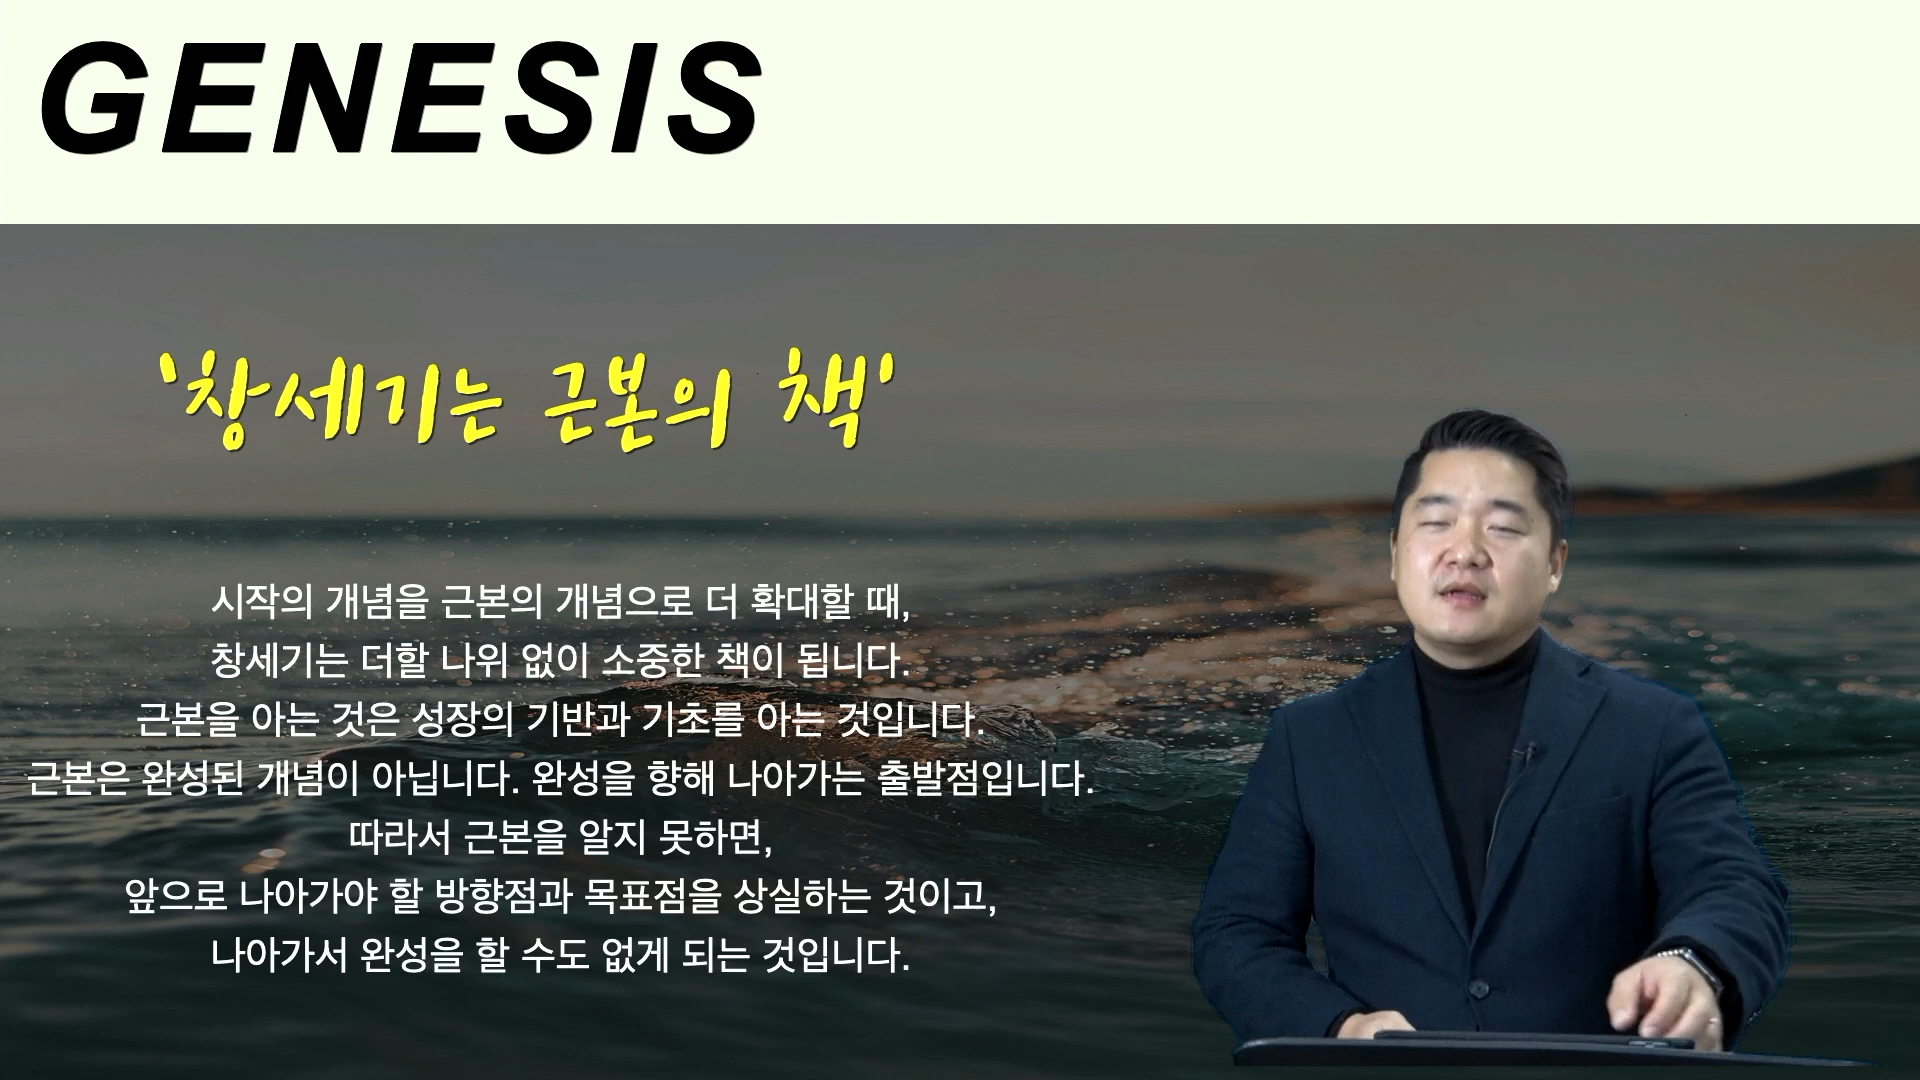 GENESIS
'창세기는 근본의 책'
시작의 개념을 근본의 개념으로 더 확대할 때,
창세기는 더할 나위 없이 소중한 책이 됩니다.
근본을 아는 것은 성장의 기반과 기초를 아는 것입니다.
근본은 완성된 개념이 아닙니다. 완성을 향해 나아가는 출발점입니다.
따라서 근본을 알지 못하면,
앞으로 나아가야 할 방향점과 목표점을 상실하는 것이고,
나아가서 완성을 할 수도 없게 되는 것입니다.